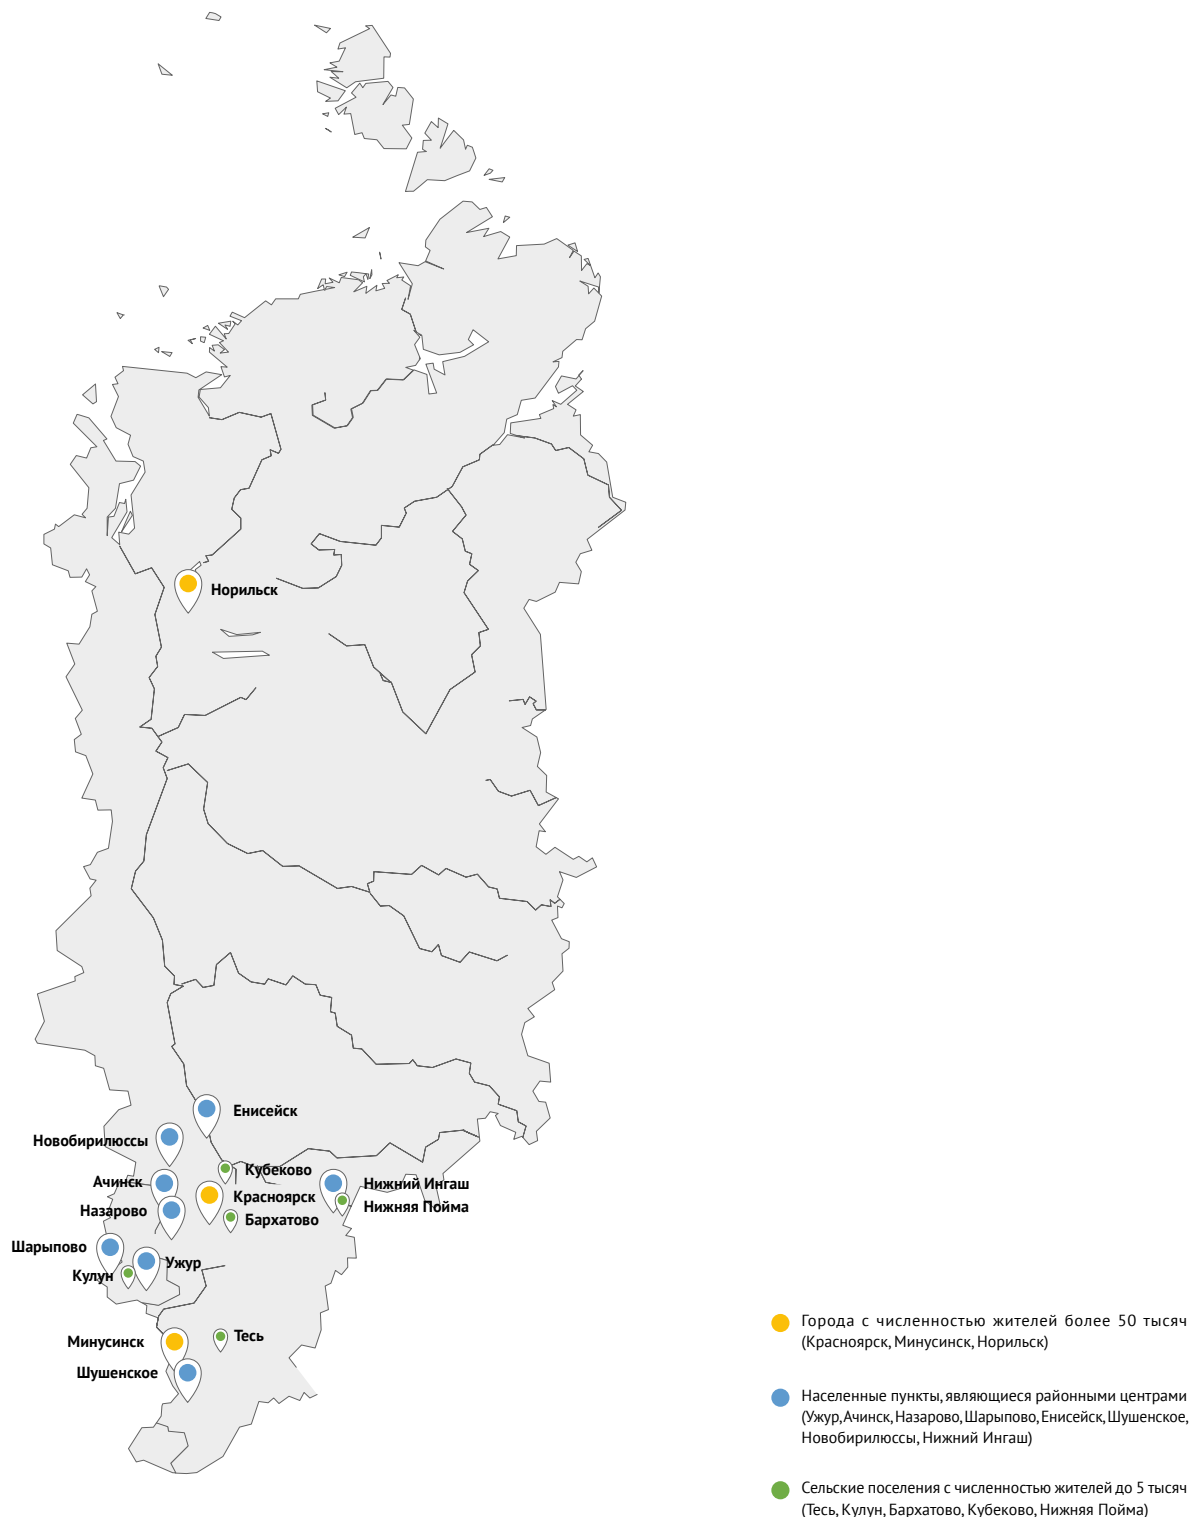 Норильск
Енисейск
Новобирилюссы
Кубеково
Ачинск
Нижний Ингаш
Красноярск
Нижняя Пойма
Назарово
Бархатово
Шарыпово
Ужур
Кулун
Тесь
Минусинск
Шушенское
Города с численностью жителей более 50 тысяч
(Красноярск, Минусинск, Норильск)
Населенные пункты, являющиеся районными центрами
(Ужур, Ачинск, Назарово, Шарыпово, Енисейск, Шушенское,
Новобирилюссы, Нижний Ингаш)
Сельские поселения с численностью жителей до 5 тысяч
(Тесь, Кулун, Бархатово, Кубеково, Нижняя Пойма)